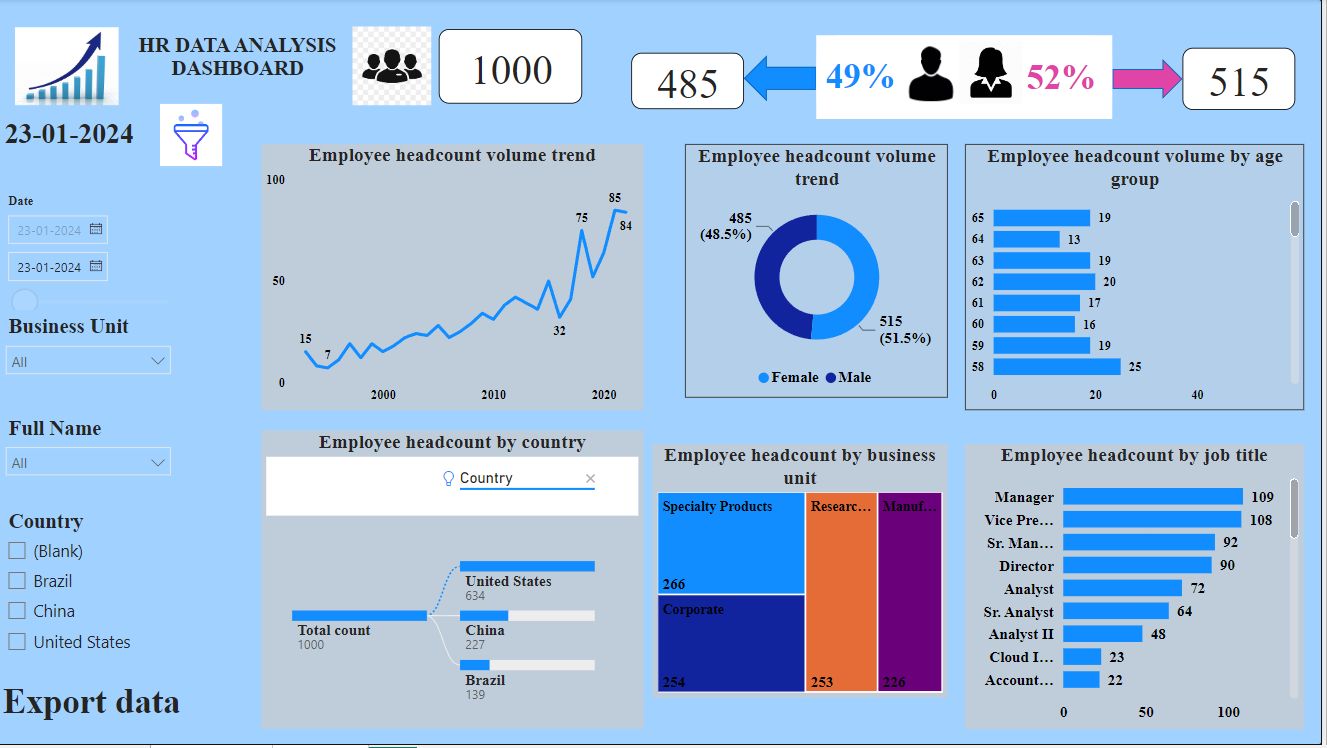 HR DATA ANALYSIS
DASHBOARD
1000
485
49%
52%
515
23-01-2024
Date
23-01-2024
23-01-2024
Business Unit
All
Full Name
All
Country
(Blank)
Brazil
China
United States
Export data
Employee headcount volume trend
100
50
0
15
7
32
75
85
84
2000
2010
2020
Employee headcount volume
trend
485
(48.5%)
515
(51.5%)
Female Male
Employee headcount volume by age
group
65 19
64 13
63 19
62 20
61 17
60 16
59 19
58 25
0 20 40
Employee headcount by country
Country
Total count
1000
United States
634
China
227
Brazil
139
Employee headcount by business
unit
Specialty Products
266
Corporate
254
Researc...
253
Manuf...
226
Employee headcount by job title
Manager 109
Vice Pre... 108
Sr. Man... 92
Director 90
Analyst 72
Sr. Analyst 64
Analyst II 48
Cloud I... 23
Account... 22
0 50 100